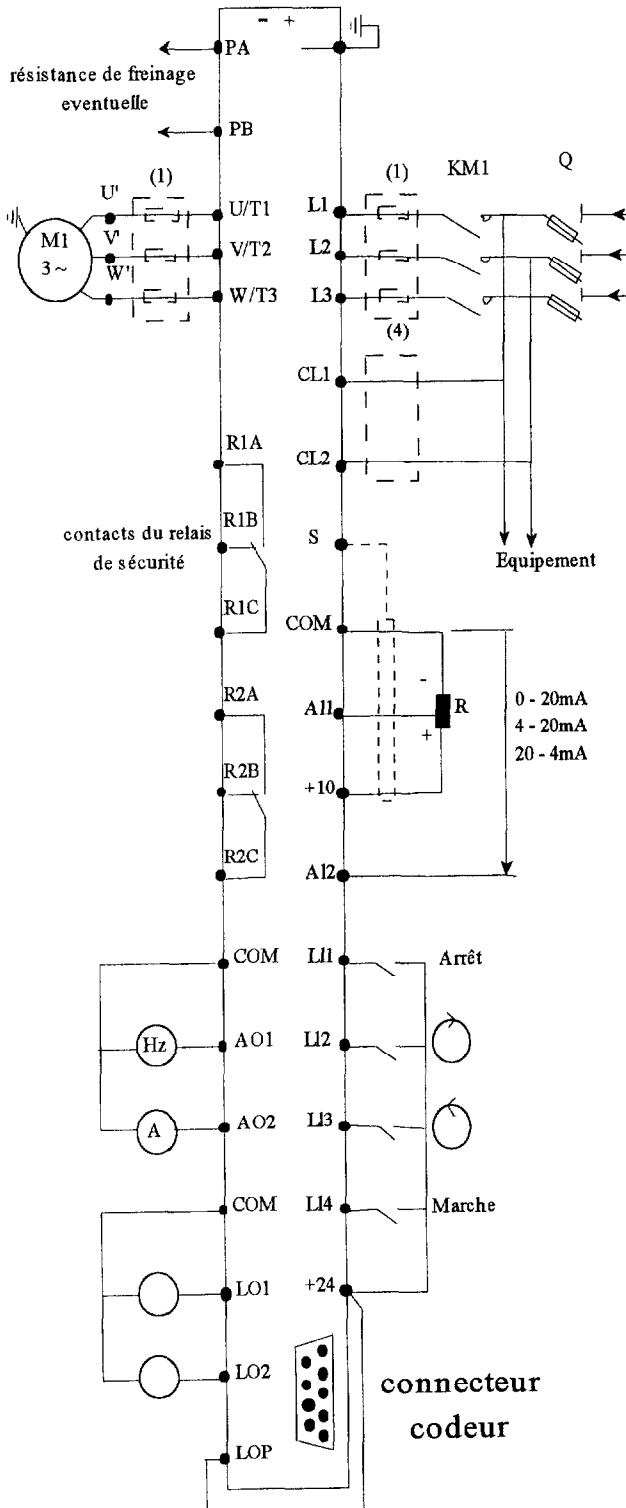 - +
PA
résistance de freinage
eventuelle
PB
(1)
KM1
Q
U'
(1)
U/T1
L1
M1
3 ~
V'
V/T2
L2
W'
W/T3
L3
(4)
CL1
R1A
CL2
R1B
contacts du relais
de sécurité
S
Equipement
R1C
COM
R2A
AI1
-
+
R
0 - 20mA
4 - 20mA
20 - 4mA
R2B
+10
R2C
AI2
COM
LI1
Arrêt
Hz
AO1
LI2
A
AO2
LI3
COM
LI4
Marche
LO1
+24
LO2
connecteur
codeur
LOP